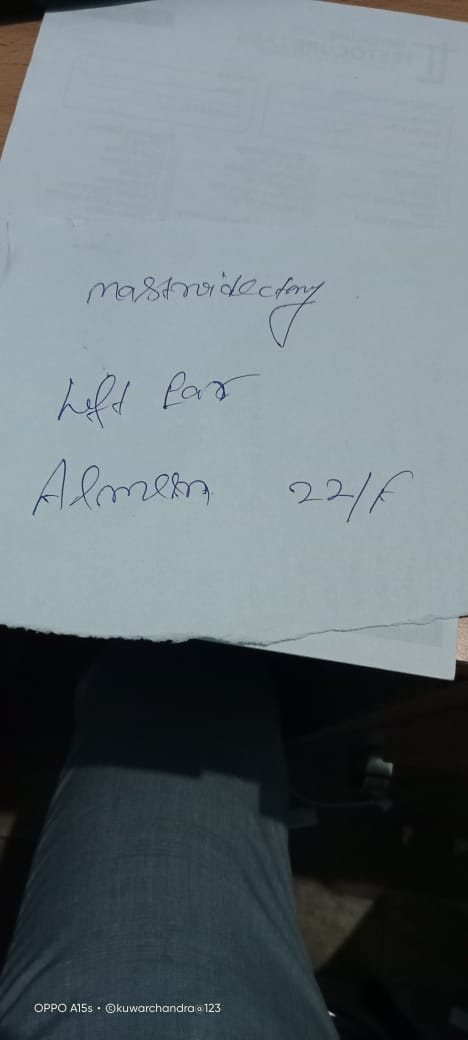 mastroidectomy
Left Ear
22/F
OPPO A15s • ©kuwarchandra@123